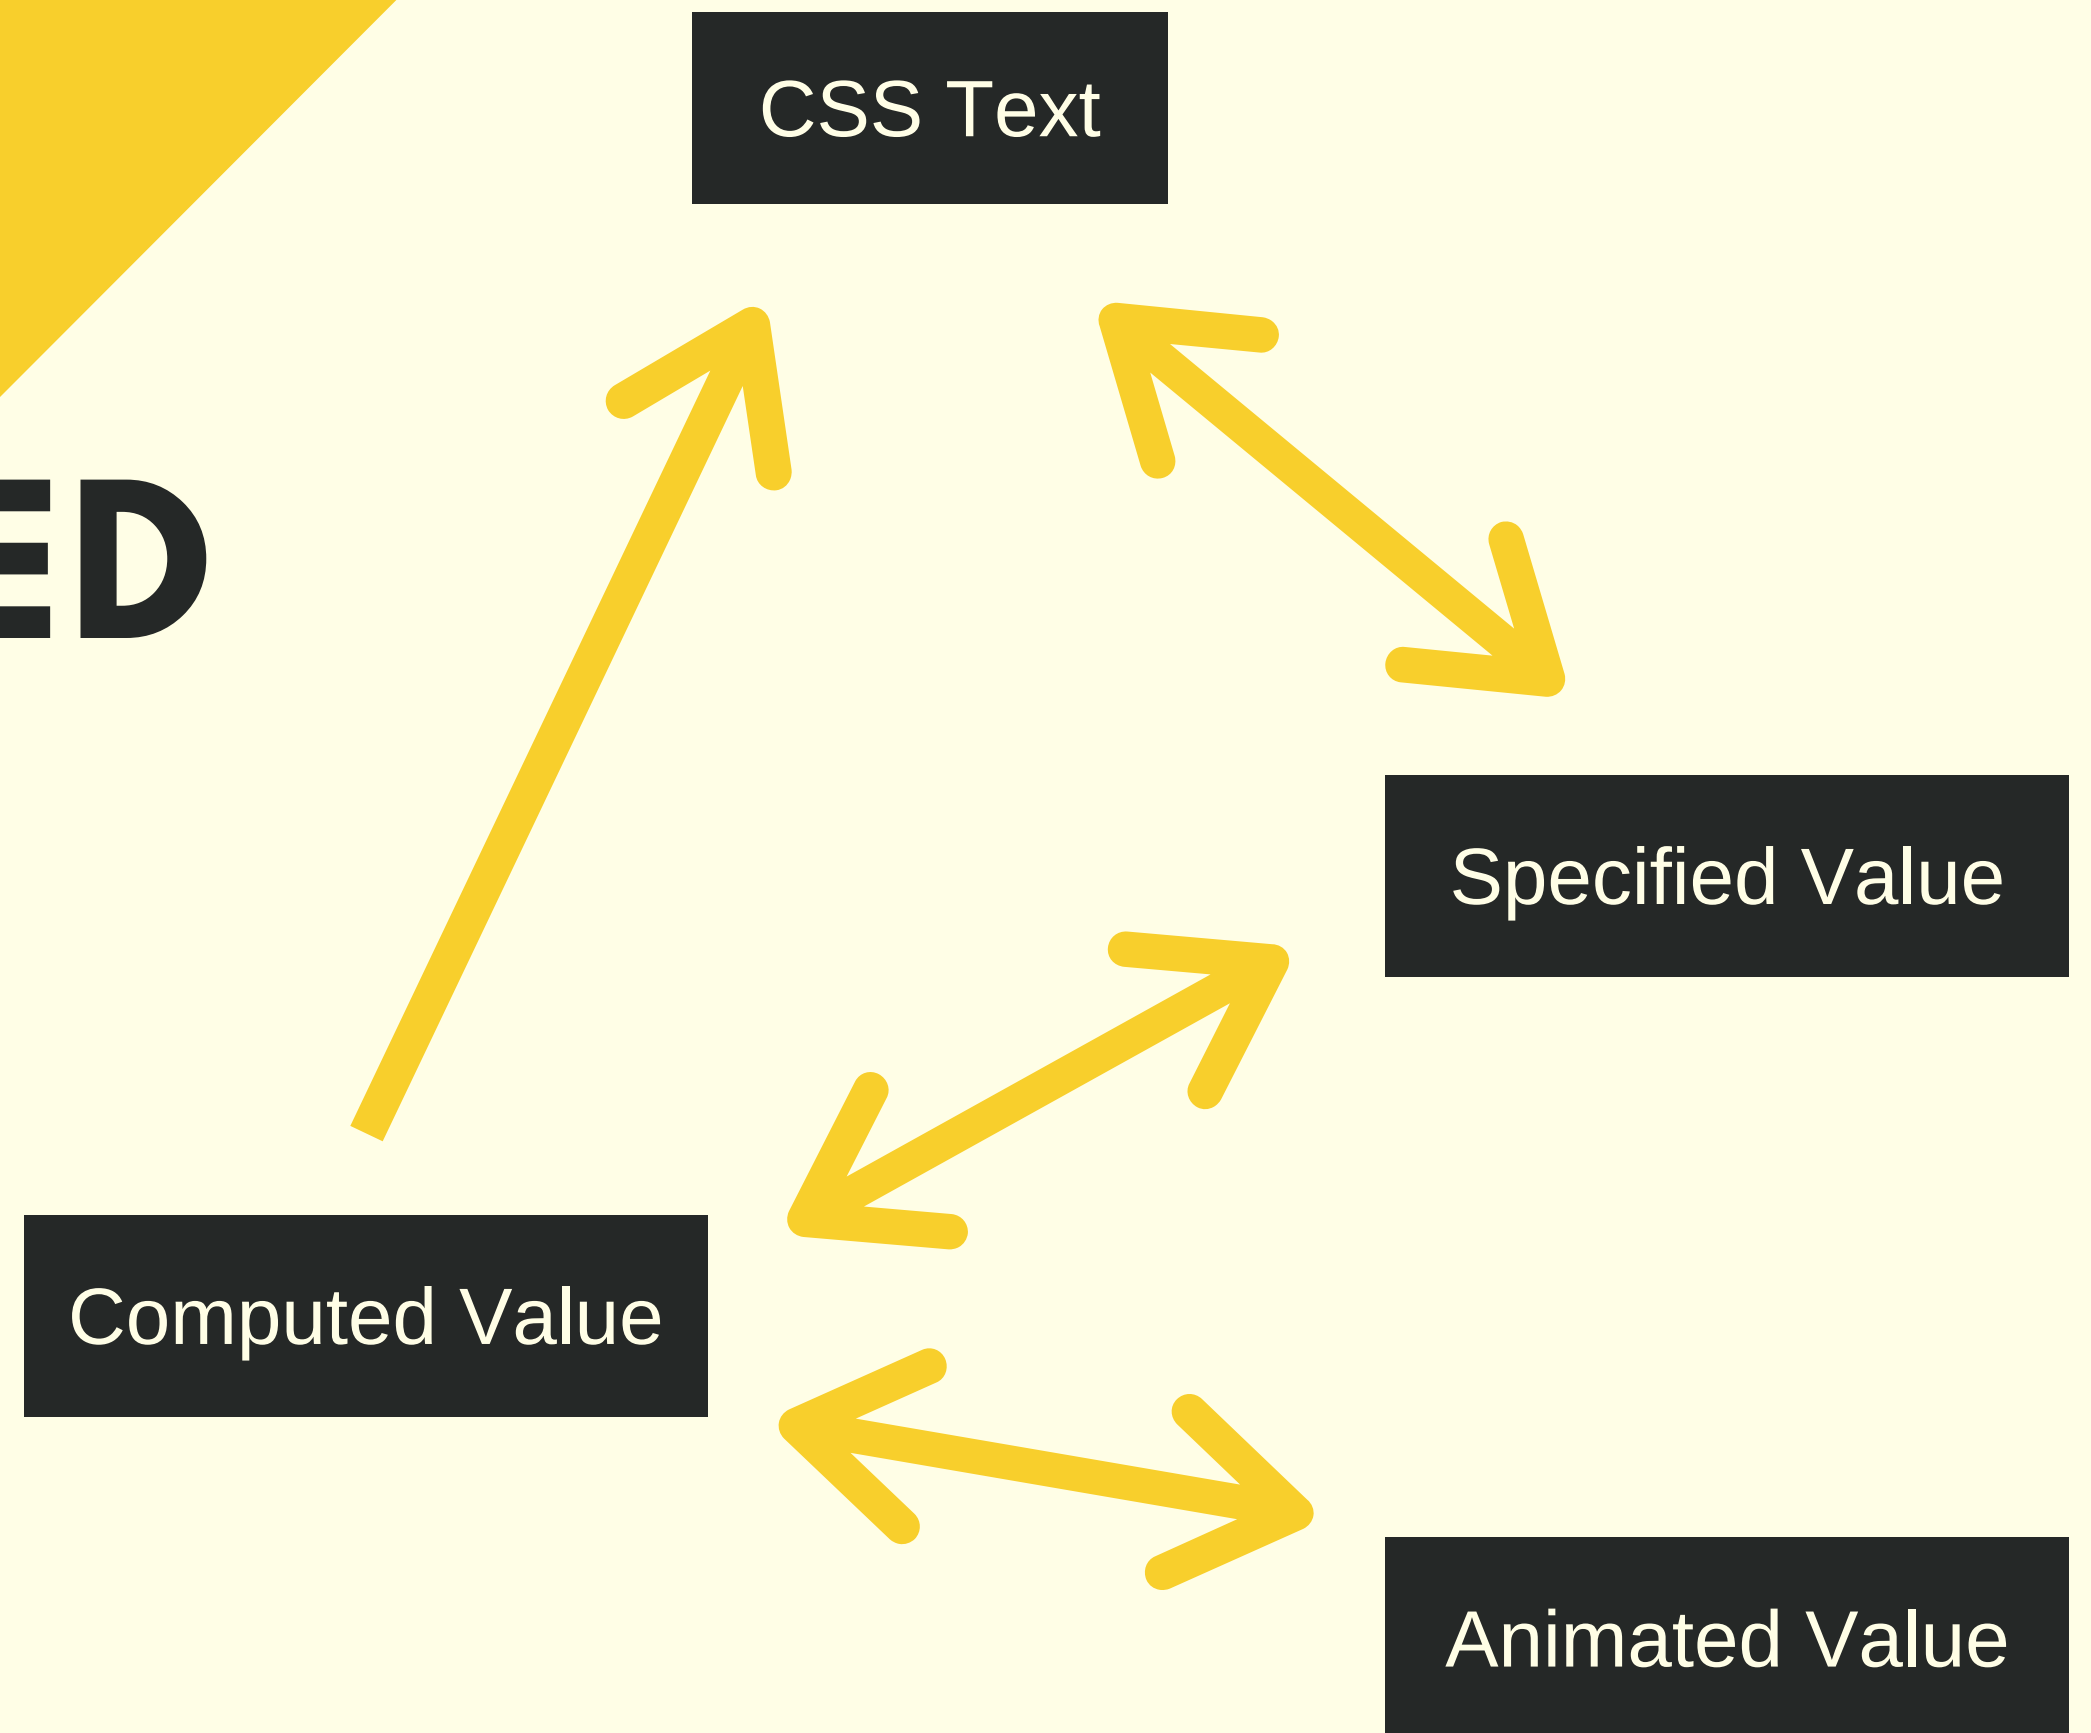 CSS Text
ED
Specified Value
Computed Value
Animated Value